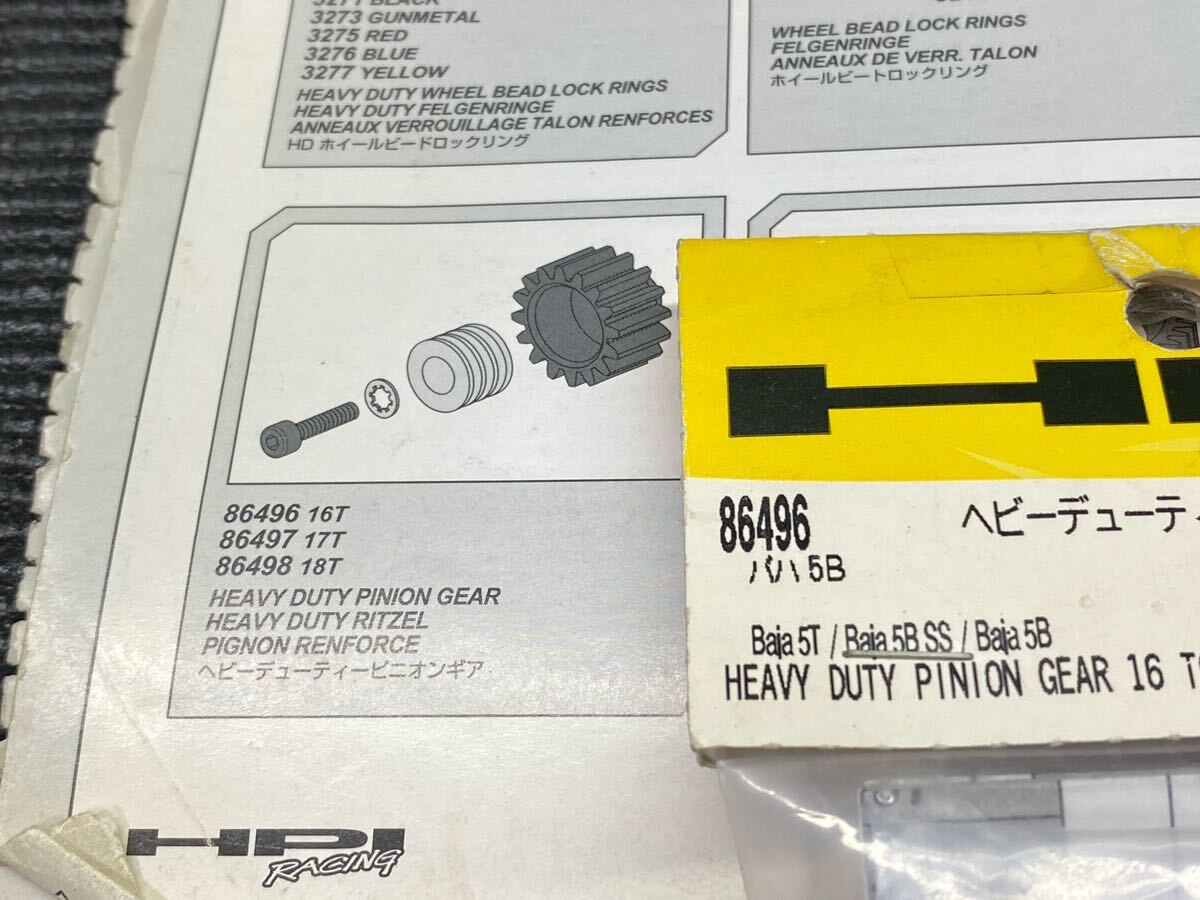 3271 BLACK
3273 GUNMETAL
3275 RED
3276 BLUE
3277 YELLOW
HEAVY DUTY WHEEL BEAD LOCK RINGS
HEAVY DUTY FELGENRINGE
ANNEAUX VERROUILLAGE TALON RENFORCES
HD ホイールビードロックリング
WHEEL BEAD LOCK RINGS
FELGENRINGE
ANNEAUX DE VERR. TALON
ホイールビートロックリング
86496 16T
86497 17T
86498 18T
HEAVY DUTY PINION GEAR
HEAVY DUTY RITZEL
PIGNON RENFORCE
ヘビーデューティーピニオンギア
HPI
RACING
86496 ヘビーデューティ
バハ5B
Baja 5T / Baja 5B SS / Baja 5B
HEAVY DUTY PINION GEAR 16 T